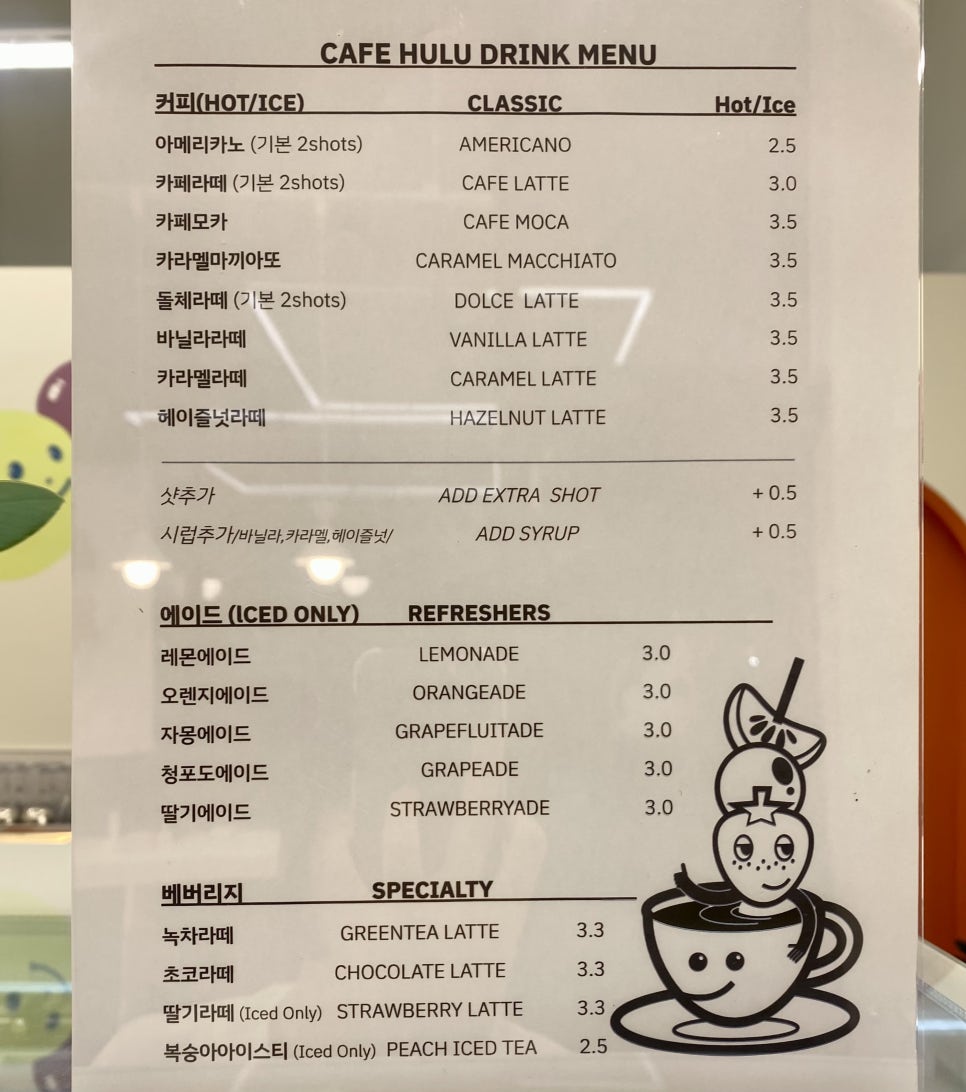 CAFE HULU DRINK MENU
커피(HOT/ICE) CLASSIC Hot/Ice
아메리카노 (기본 2shots) AMERICANO 2.5
카페라떼 (기본 2shots) CAFE LATTE 3.0
카페모카 CAFE MOCA 3.5
카라멜마끼아또 CARAMEL MACCHIATO 3.5
돌체라떼 (기본 2shots) DOLCE LATTE 3.5
바닐라라떼 VANILLA LATTE 3.5
카라멜라떼 CARAMEL LATTE 3.5
헤이즐넛라떼 HAZELNUT LATTE 3.5
샷추가 ADD EXTRA SHOT + 0.5
시럽추가/바닐라,카라멜,헤이즐넛/ ADD SYRUP + 0.5
에이드 (lCED ONLY) REFRESHERS
레몬에이드 LEMONADE 3.0
오렌지에이드 ORANGEADE 3.0
자몽에이드 GRAPEFLUITADE 3.0
청포도에이드 GRAPEADE 3.0
딸기에이드 STRAWBERRYADE 3.0
베버리지 SPECIALTY
녹차라떼 GREENTEA LATTE 3.3
초코라떼 CHOCOLATE LATTE 3.3
딸기라떼 (Iced Only) STRAWBERRY LATTE 3.3
복숭아아이스티 (Iced Only) PEACH ICED TEA 2.5